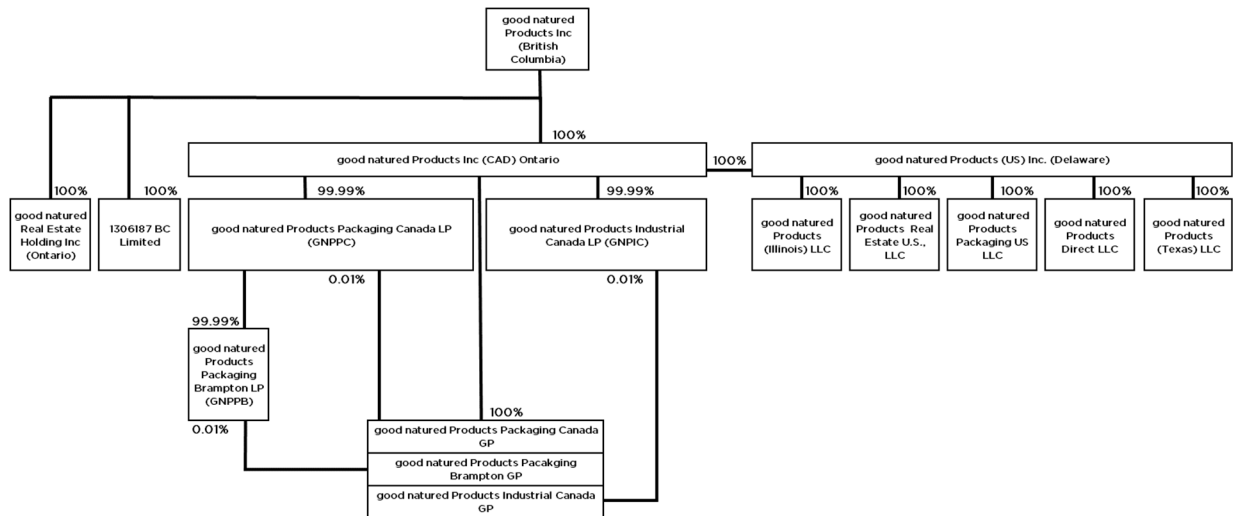 good natured
Products Inc
(British
Columbia)
100%
good natured Products Inc (CAD) Ontario
100%
good natured Products (US) Inc. (Delaware)
100%
100%
99.99%
99.99%
100%
100%
100%
100%
100%
good natured
Real Estate
Holding Inc
(Ontario)
1306187 BC
Limited
good natured Products Packaging Canada LP
(GNPPC)
good natured Products Industrial
Canada LP (GNPIC)
good natured
Products
(Illinois) LLC
good natured
Products Real
Estate U.S.,
LLC
good natured
Products
Packaging US
LLC
good natured
Products
Direct LLC
good natured
Products
(Texas) LLC
0.01%
0.01%
99.99%
good natured
Products
Packaging
Brampton LP
(GNPPB)
0.01%
100%
good natured Products Packaging Canada
GP
good natured Products Pacakging
Brampton GP
good natured Products Industrial Canada
GP